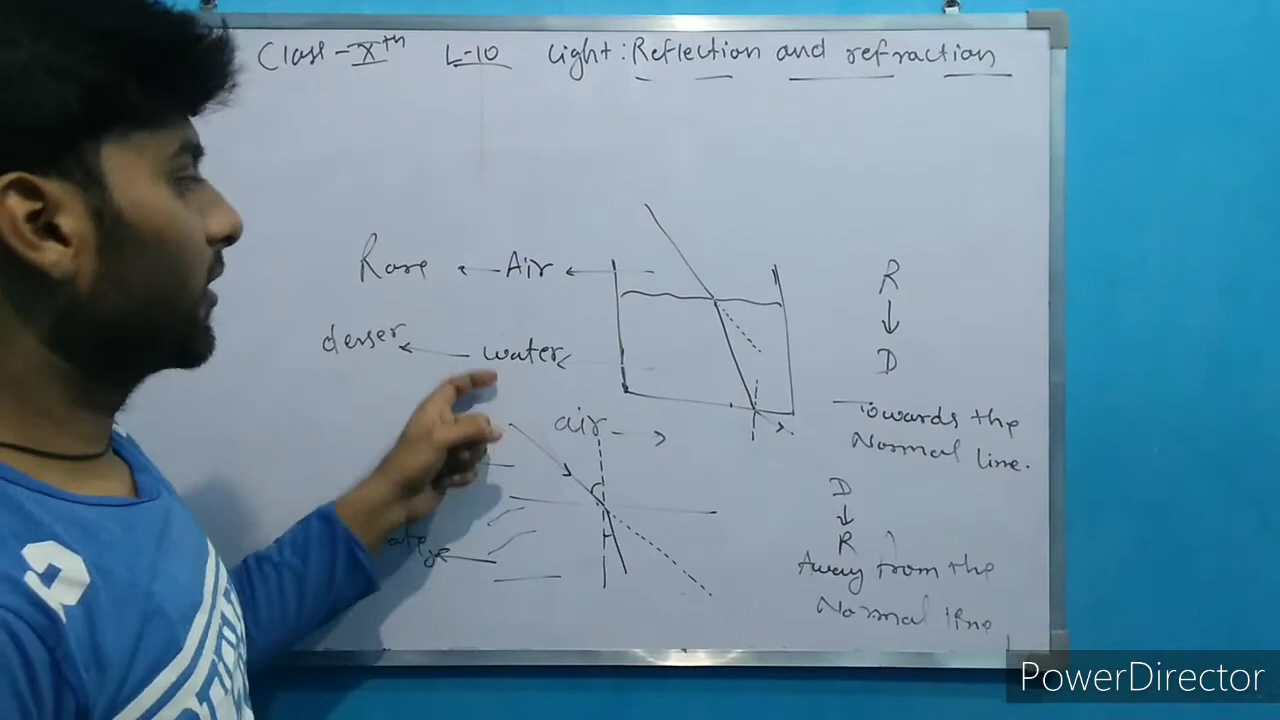 Class-Xth L-10 Light: Reflection and refraction
Rare Air
denser water
air
R
D
Towards the
Normal line.
D
R
Away from the
Normal line
PowerDirector